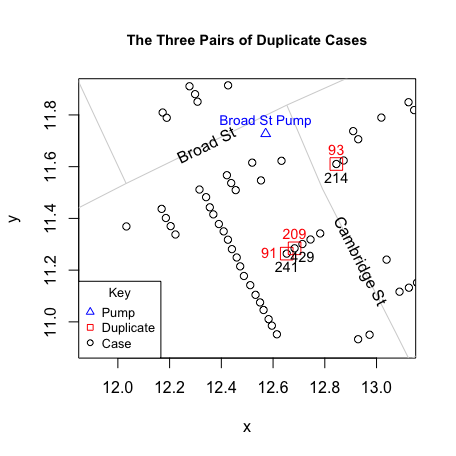 The Three Pairs of Duplicate Cases
Broad St Pump
Broad St
93
214
209
91
429
241
Cambridge St
Key
Pump
Duplicate
Case
11.8
11.6
11.4
11.2
11.0
y
12.0 12.2 12.4 12.6 12.8 13.0
x